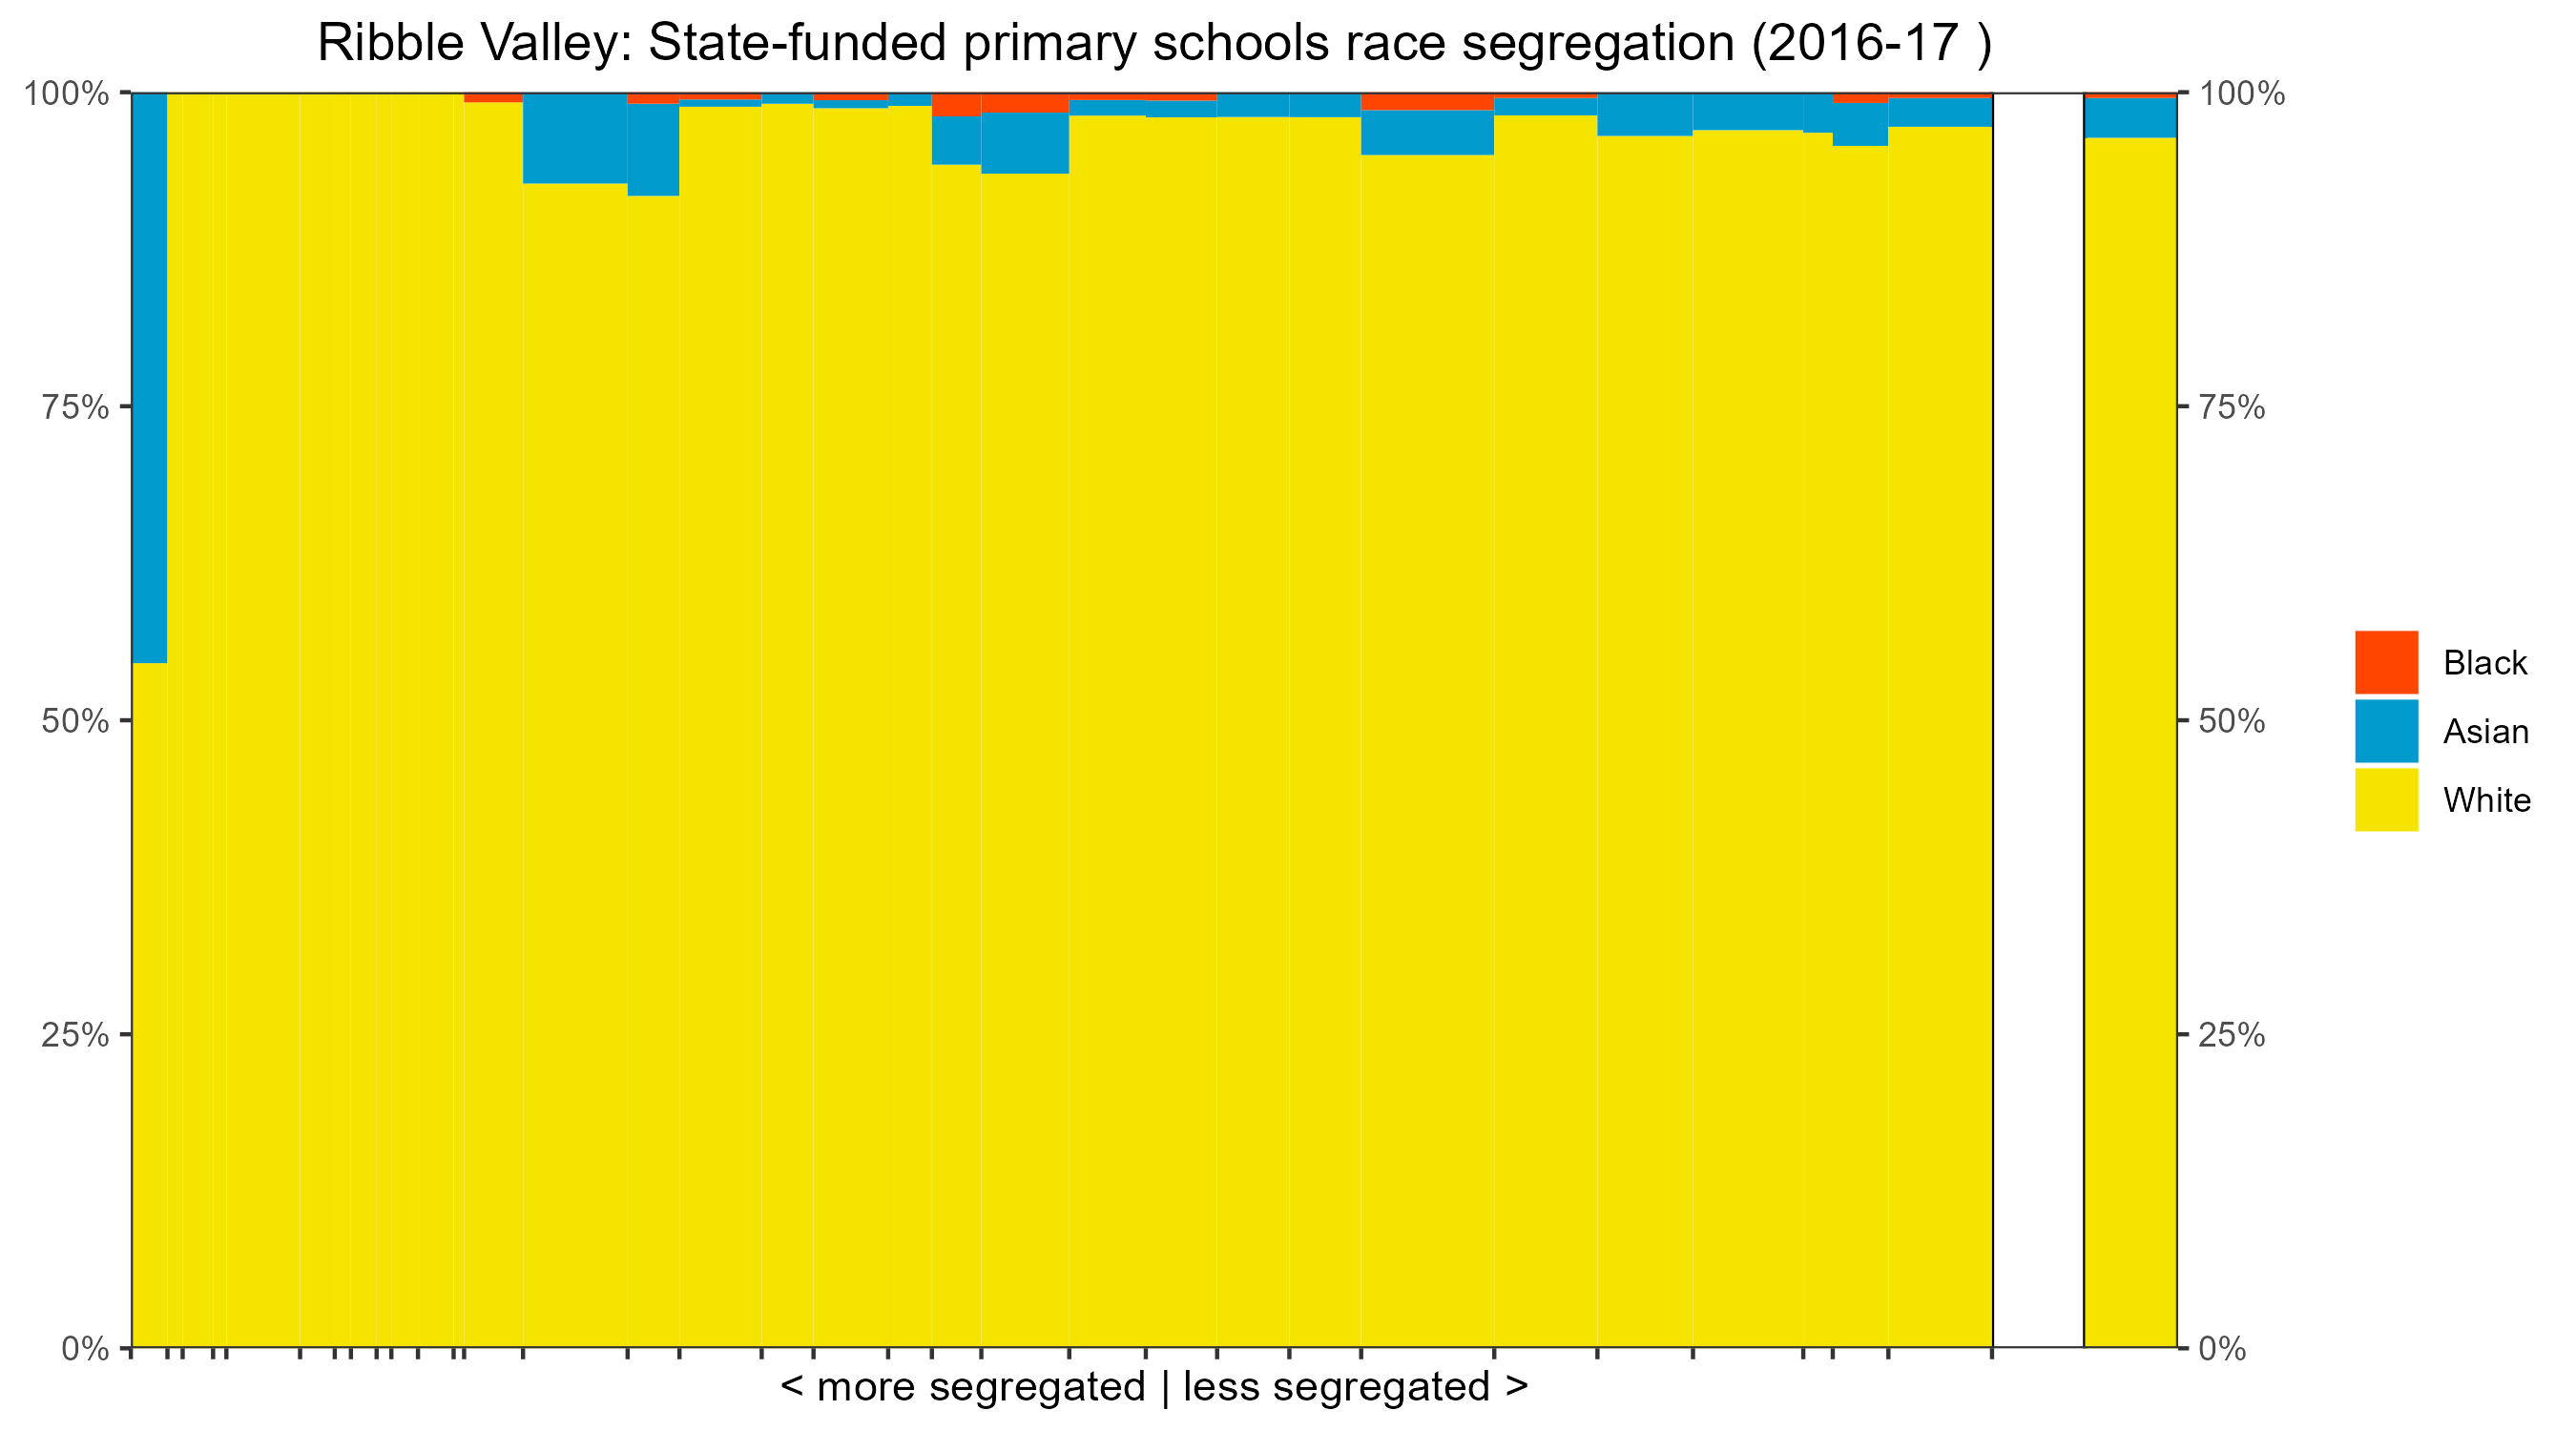 Ribble Valley: State-funded primary schools race segregation (2016-17 )
100%
75%
50%
25%
0%
100%
75%
50%
25%
0%
Black
Asian
White
< more segregated | less segregated >